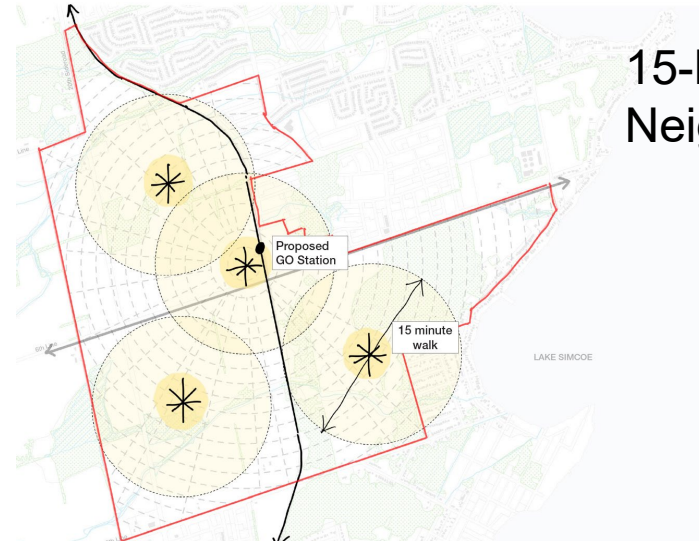 15-
Neig
Proposed
GO Station
15 minute
walk
LAKE SIMCOE